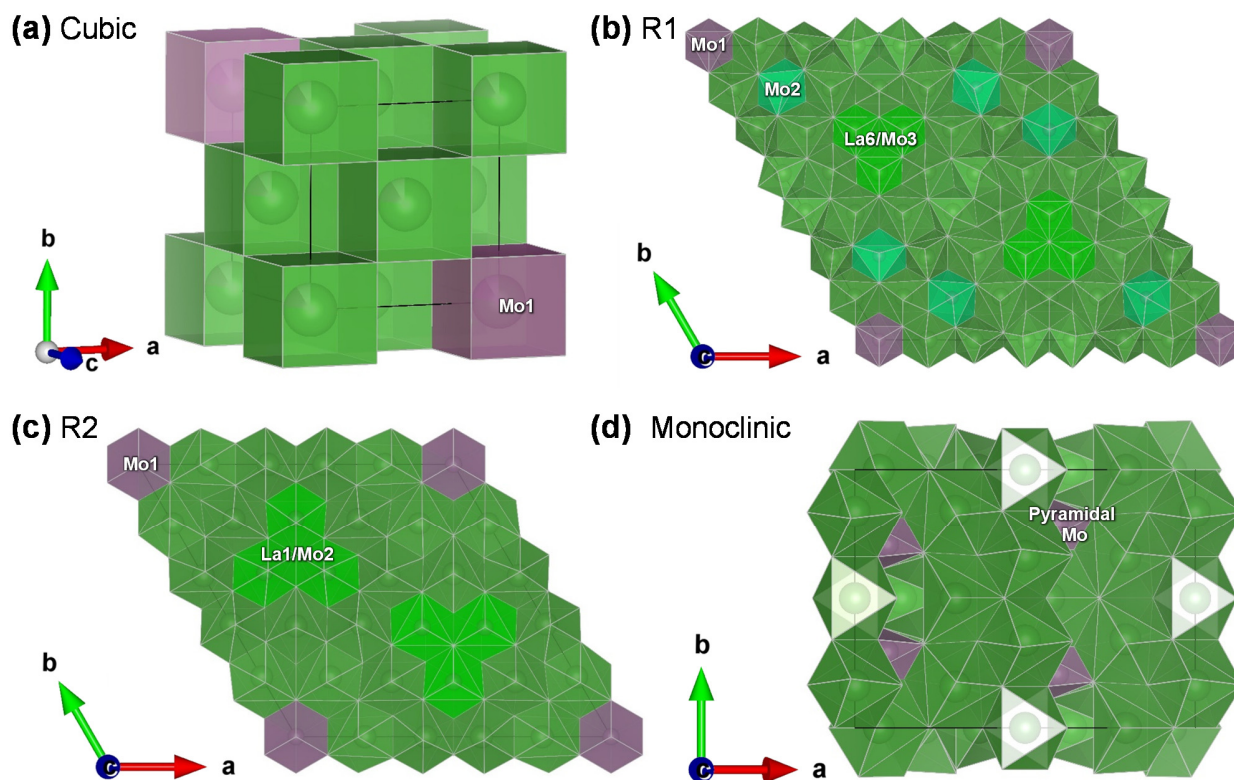 (a) Cubic
Mo1
b
a
c
(b) R1
Mo1
Mo2
La6/Mo3
b
a
c
(c) R2
Mo1
La1/Mo2
b
a
c
(d) Monoclinic
Pyramidal
Mo
b
a
c